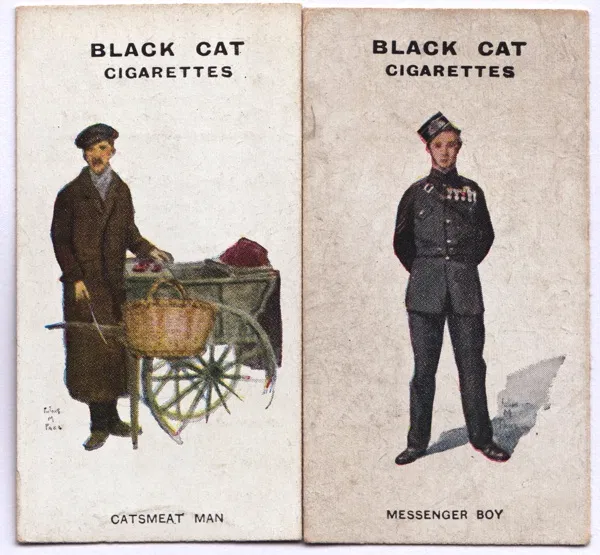 BLACK CAT
CIGARETTES
CATSMEAT MAN
BLACK CAT
CIGARETTES
MESSENGER BOY